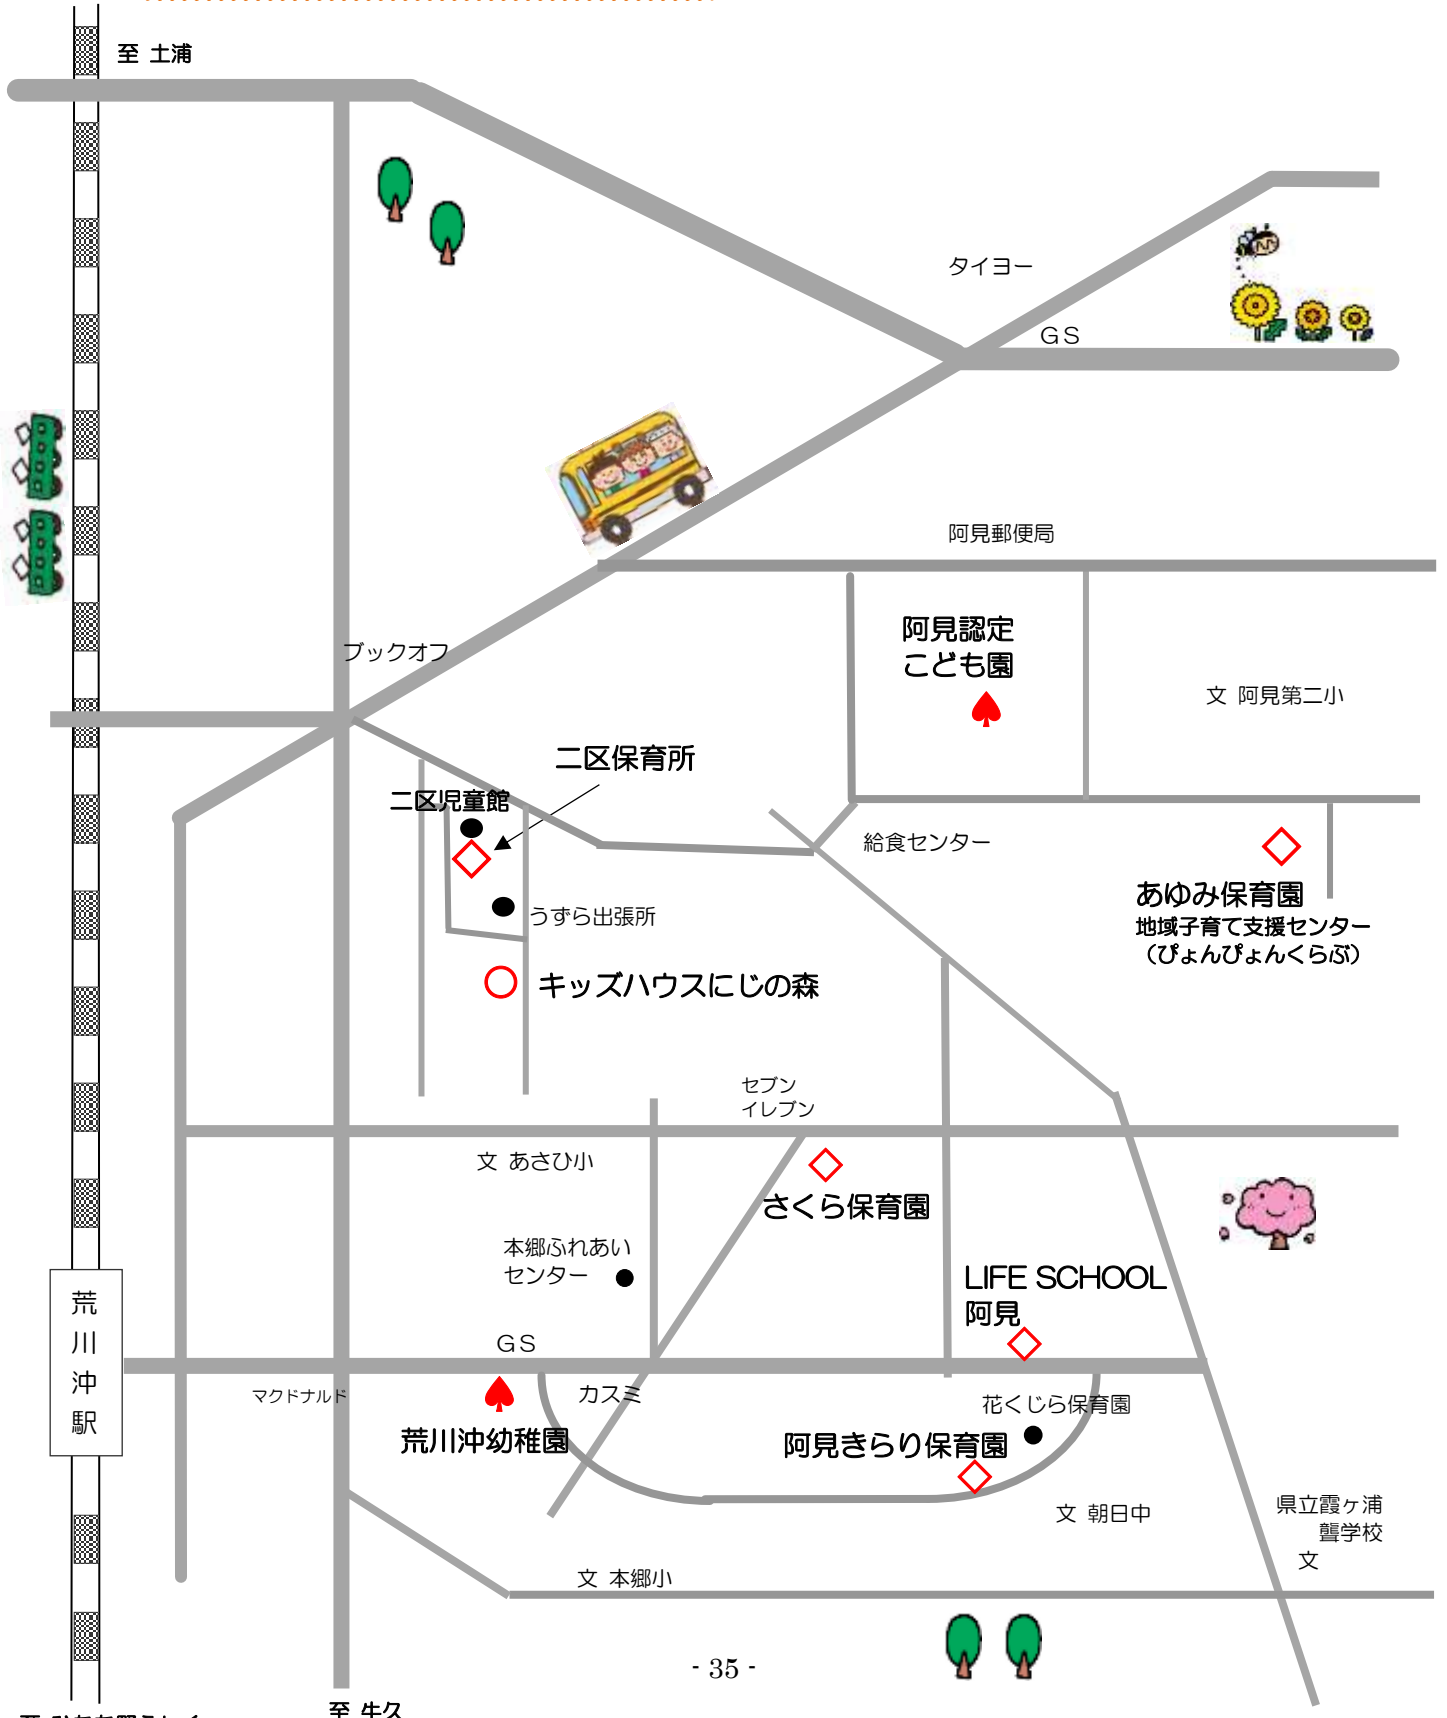 至 土浦
タイヨー
ＧＳ
阿見郵便局
阿見認定
こども園
ブックオフ
文 阿見第二小
二区保育所
二区児童館
給食センター
あゆみ保育園
地域子育て支援センター
（ぴょんぴょんくらぶ）
うずら出張所
キッズハウスにじの森
セブン
イレブン
文 あさひ小
さくら保育園
本郷ふれあい
センター
LIFE SCHOOL
阿見
荒川沖駅
ＧＳ
マクドナルド
カスミ
花くじら保育園
荒川沖幼稚園
阿見きらり保育園
文 朝日中
県立霞ヶ浦
聾学校
文
文 本郷小
- 35 -
至 牛久